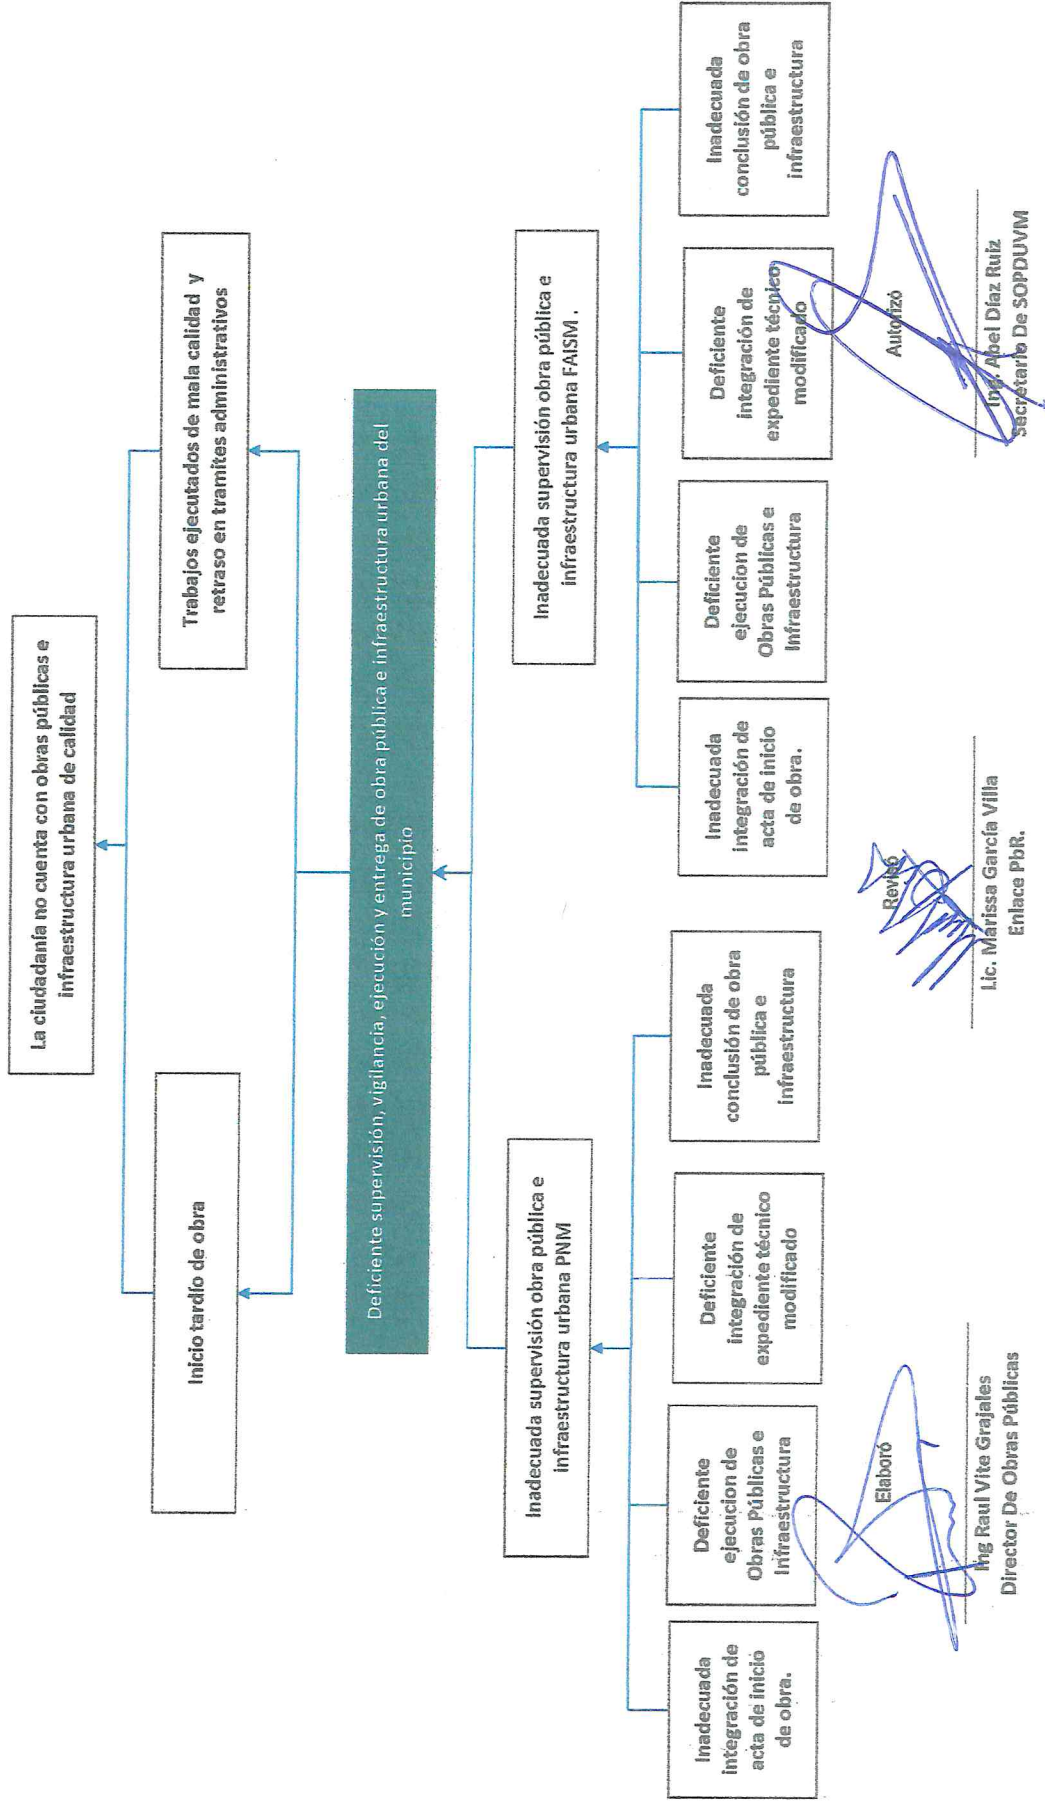 La ciudadanía no cuenta con obras públicas e
infraestructura urbana de calidad
Inicio tardío de obra
Trabajos ejecutados de mala calidad y
retraso en tramites administrativos
Deficiente supervisión, vigilancia, ejecución y entrega de obra pública e infraestructura urbana del
municipio
Inadecuada supervisión obra pública e
infraestructura urbana PNM
Inadecuada supervisión obra pública e
infraestructura urbana FAISM .
Inadecuada
integración de
acta de inicio
de obra.
Deficiente
ejecucion de
Obras Públicas e
Infraestructura
Deficiente
integración de
expediente técnico
modificado
Inadecuada
conclusión de obra
pública e
infraestructura
Inadecuada
integración de
acta de inicio
de obra.
Deficiente
ejecucion de
Obras Públicas e
Infraestructura
Deficiente
integración de
expediente técnico
modificado
Inadecuada
conclusión de obra
pública e
infraestructura
Elaboró
Ing Raul Vite Grajales
Director De Obras Públicas
Revisó
Lic. Marissa García Villa
Enlace PbR.
Autorizó
Ing. Abel Díaz Ruiz
Secretario De SOPDUVM